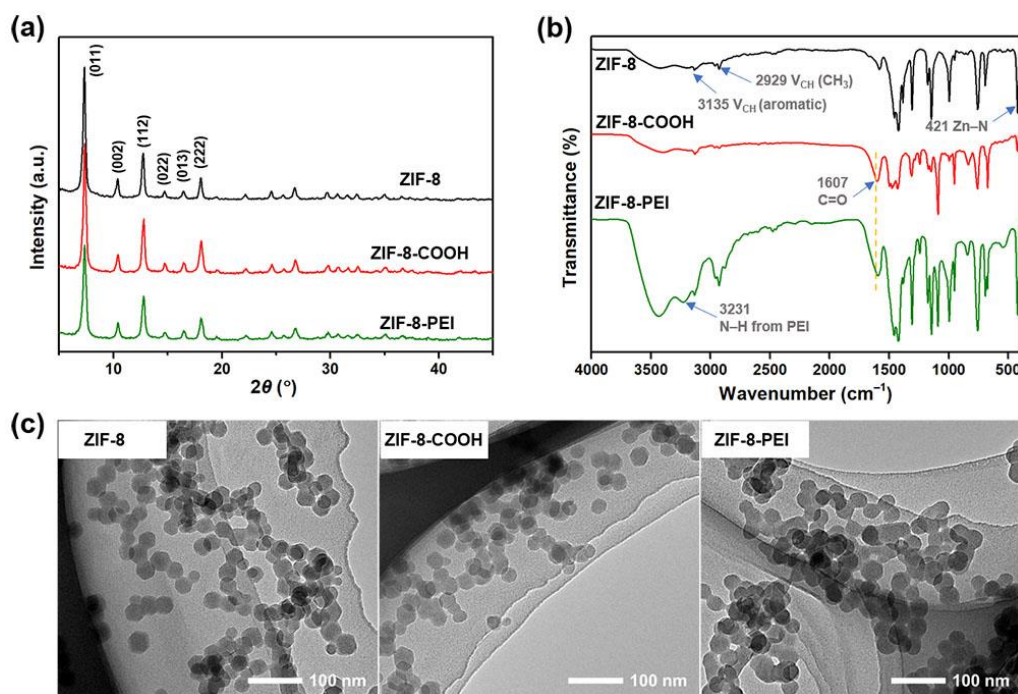 (a)
Intensity (a.u.)
(011)
(002)
(112)
(022)
(013)
(222)
ZIF-8
ZIF-8-COOH
ZIF-8-PEI
10
20
30
40
2θ (°)
(b)
Transmittance (%)
ZIF-8
2929 VCH (CH3)
3135 VCH (aromatic)
421 Zn–N
ZIF-8-COOH
1607
C=O
ZIF-8-PEI
3231
N–H from PEI
4000
3500
3000
2500
2000
1500
1000
500
Wavenumber (cm−1)
(c)
ZIF-8
100 nm
ZIF-8-COOH
100 nm
ZIF-8-PEI
100 nm